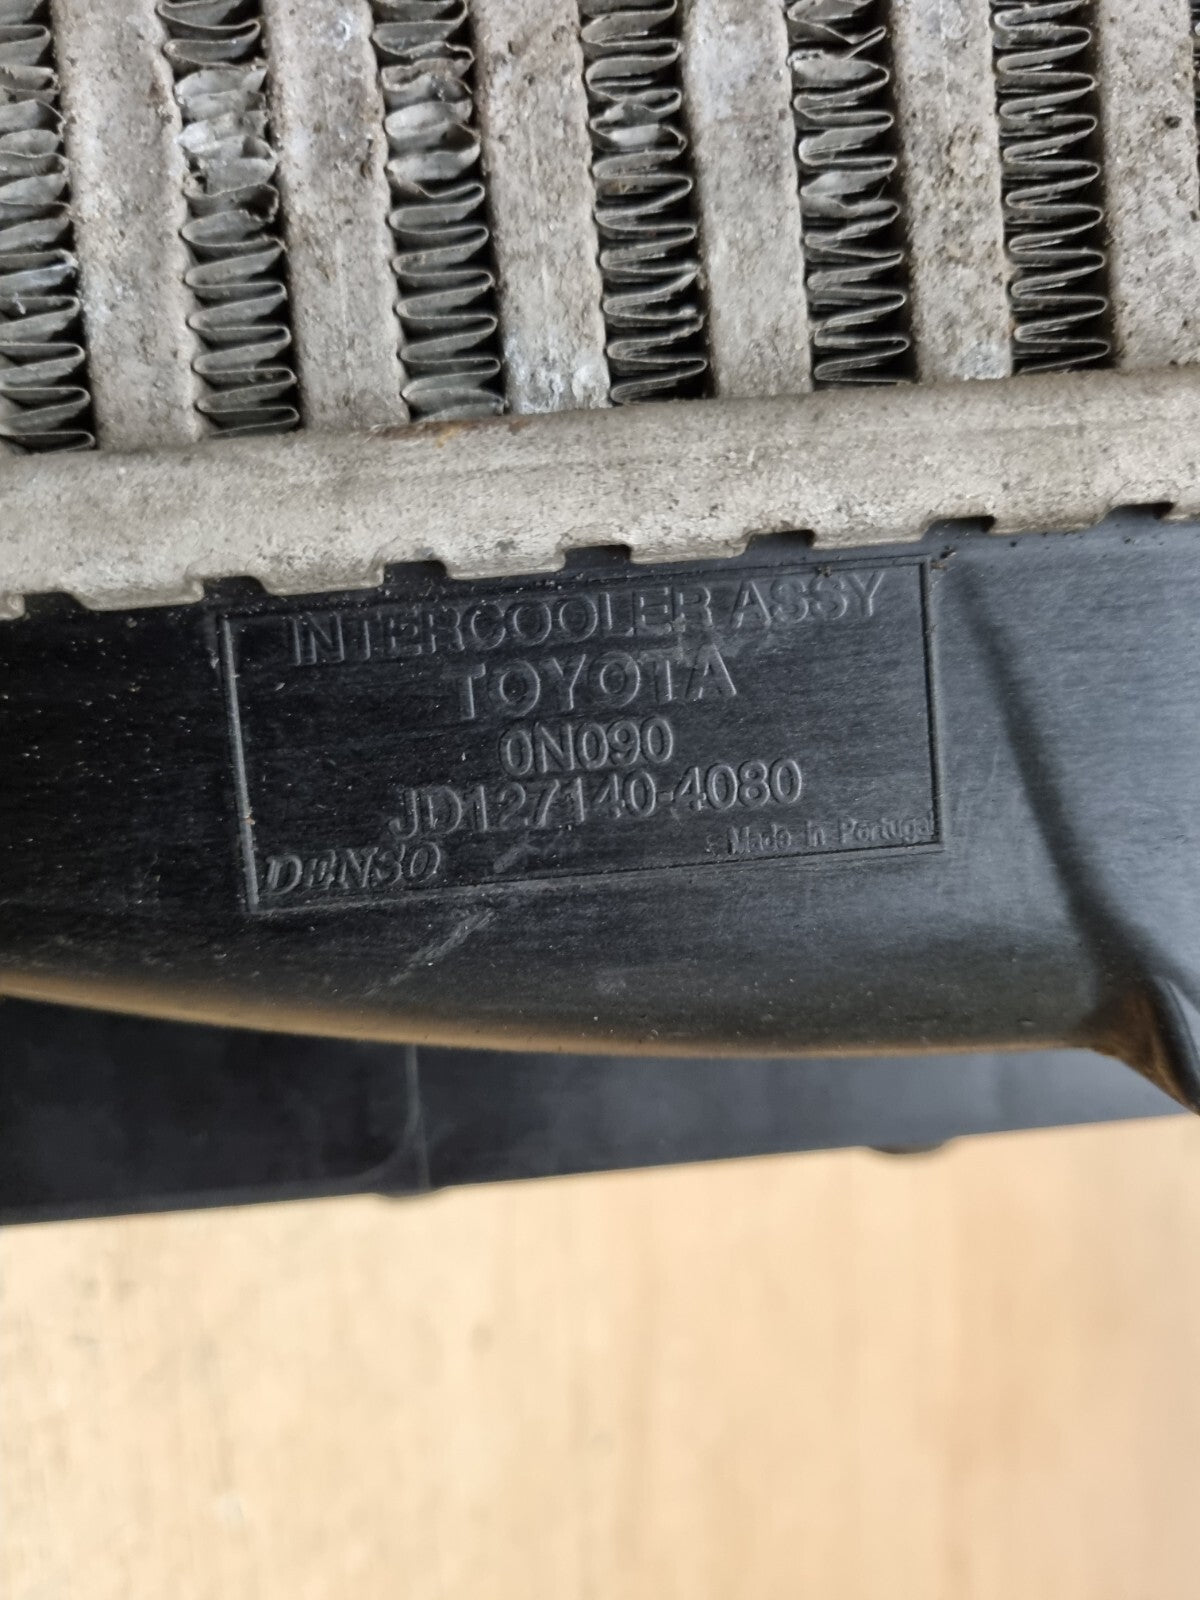 INTERCOOLER ASSY
TOYOTA
0N090
JD127140-4080
DENSO
Made in Portugal